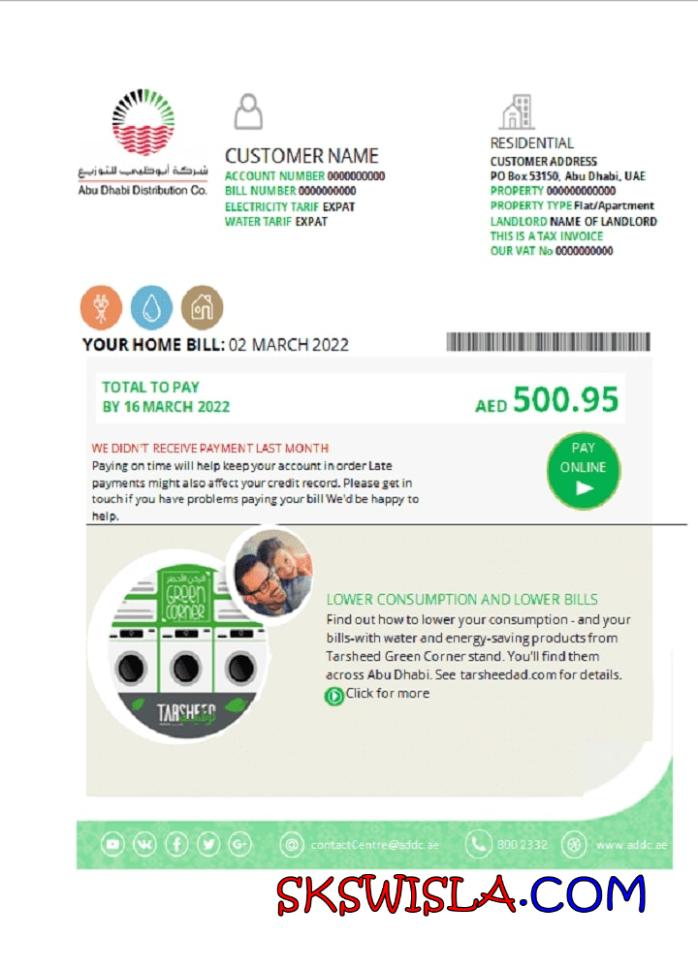 شركة أبوظبي للتوزيع
Abu Dhabi Distribution Co.
CUSTOMER NAME
ACCOUNT NUMBER 0000000000
BILL NUMBER 0000000000
ELECTRICITY TARIF EXPAT
WATER TARIF EXPAT
RESIDENTIAL
CUSTOMER ADDRESS
PO Box 53150, Abu Dhabi, UAE
PROPERTY 000000000000
PROPERTY TYPE Flat/Apartment
LANDLORD NAME OF LANDLORD
THIS IS A TAX INVOICE
OUR VAT No 0000000000
YOUR HOME BILL: 02 MARCH 2022
TOTAL TO PAY
BY 16 MARCH 2022
AED 500.95
WE DIDN'T RECEIVE PAYMENT LAST MONTH
Paying on time will help keep your account in order Late
payments might also affect your credit record. Please get in
touch if you have problems paying your bill We'd be happy to
help.
PAY
ONLINE
الركن الأخضر
GREEN
CORNER
TARSHEED
LOWER CONSUMPTION AND LOWER BILLS
Find out how to lower your consumption - and your
bills-with water and energy-saving products from
Tarsheed Green Corner stand. You'll find them
across Abu Dhabi. See tarsheedad.com for details.
Click for more
contactCentre@addc.ae
800 2332
www.addc.ae
SKSWISLA.COM